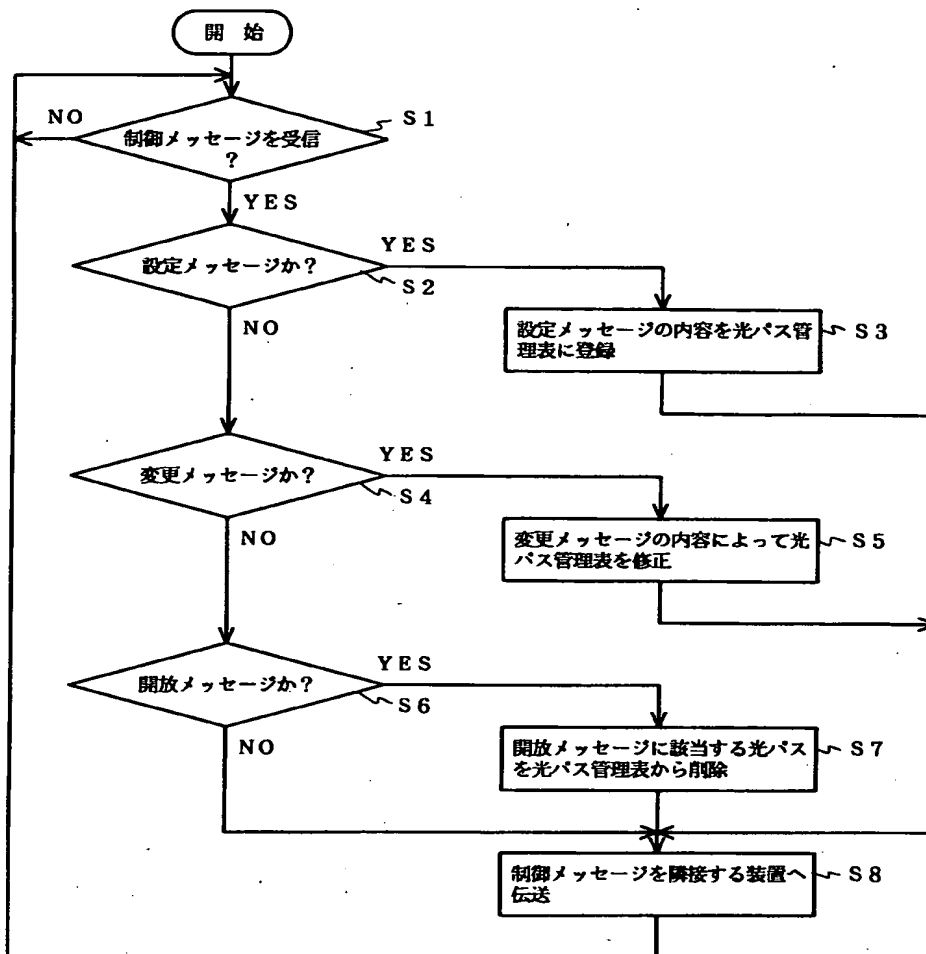 開 始
NO
制御メッセージを受信
?
S1
YES
設定メッセージか?
YES
S2
NO
設定メッセージの内容を光パス管
理表に登録
S3
変更メッセージか?
YES
S4
NO
変更メッセージの内容によって光
パス管理表を修正
S5
開放メッセージか?
YES
S6
NO
開放メッセージに該当する光パス
を光パス管理表から削除
S7
制御メッセージを隣接する装置へ
伝送
S8